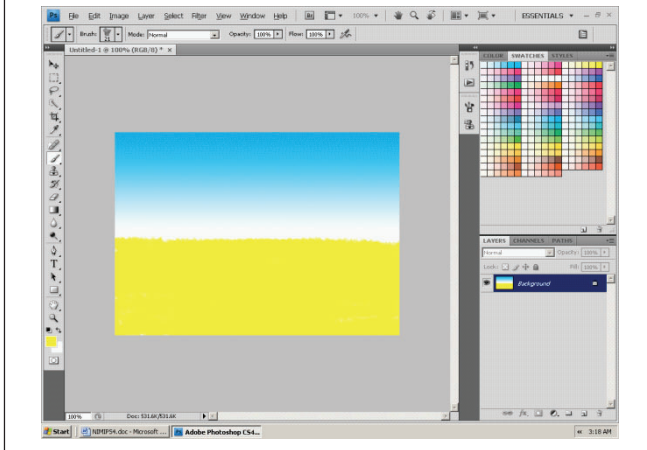 Ps File Edit Image Layer Select Filter View Window Help Br 100% ESSENTIALS
Brush: Mode: Normal Opacity: 100% Flow: 100%
Untitled-1 @ 100% (RGB/8) *
COLOR SWATCHES STYLES
LAYERS CHANNELS PATHS
Normal Opacity: 100%
Lock: Fill: 100%
Background
100% Doc: 531.6K/531.6K
Start NIMIPS4.doc - Microsoft ... Adobe Photoshop CS4... 3:18 AM